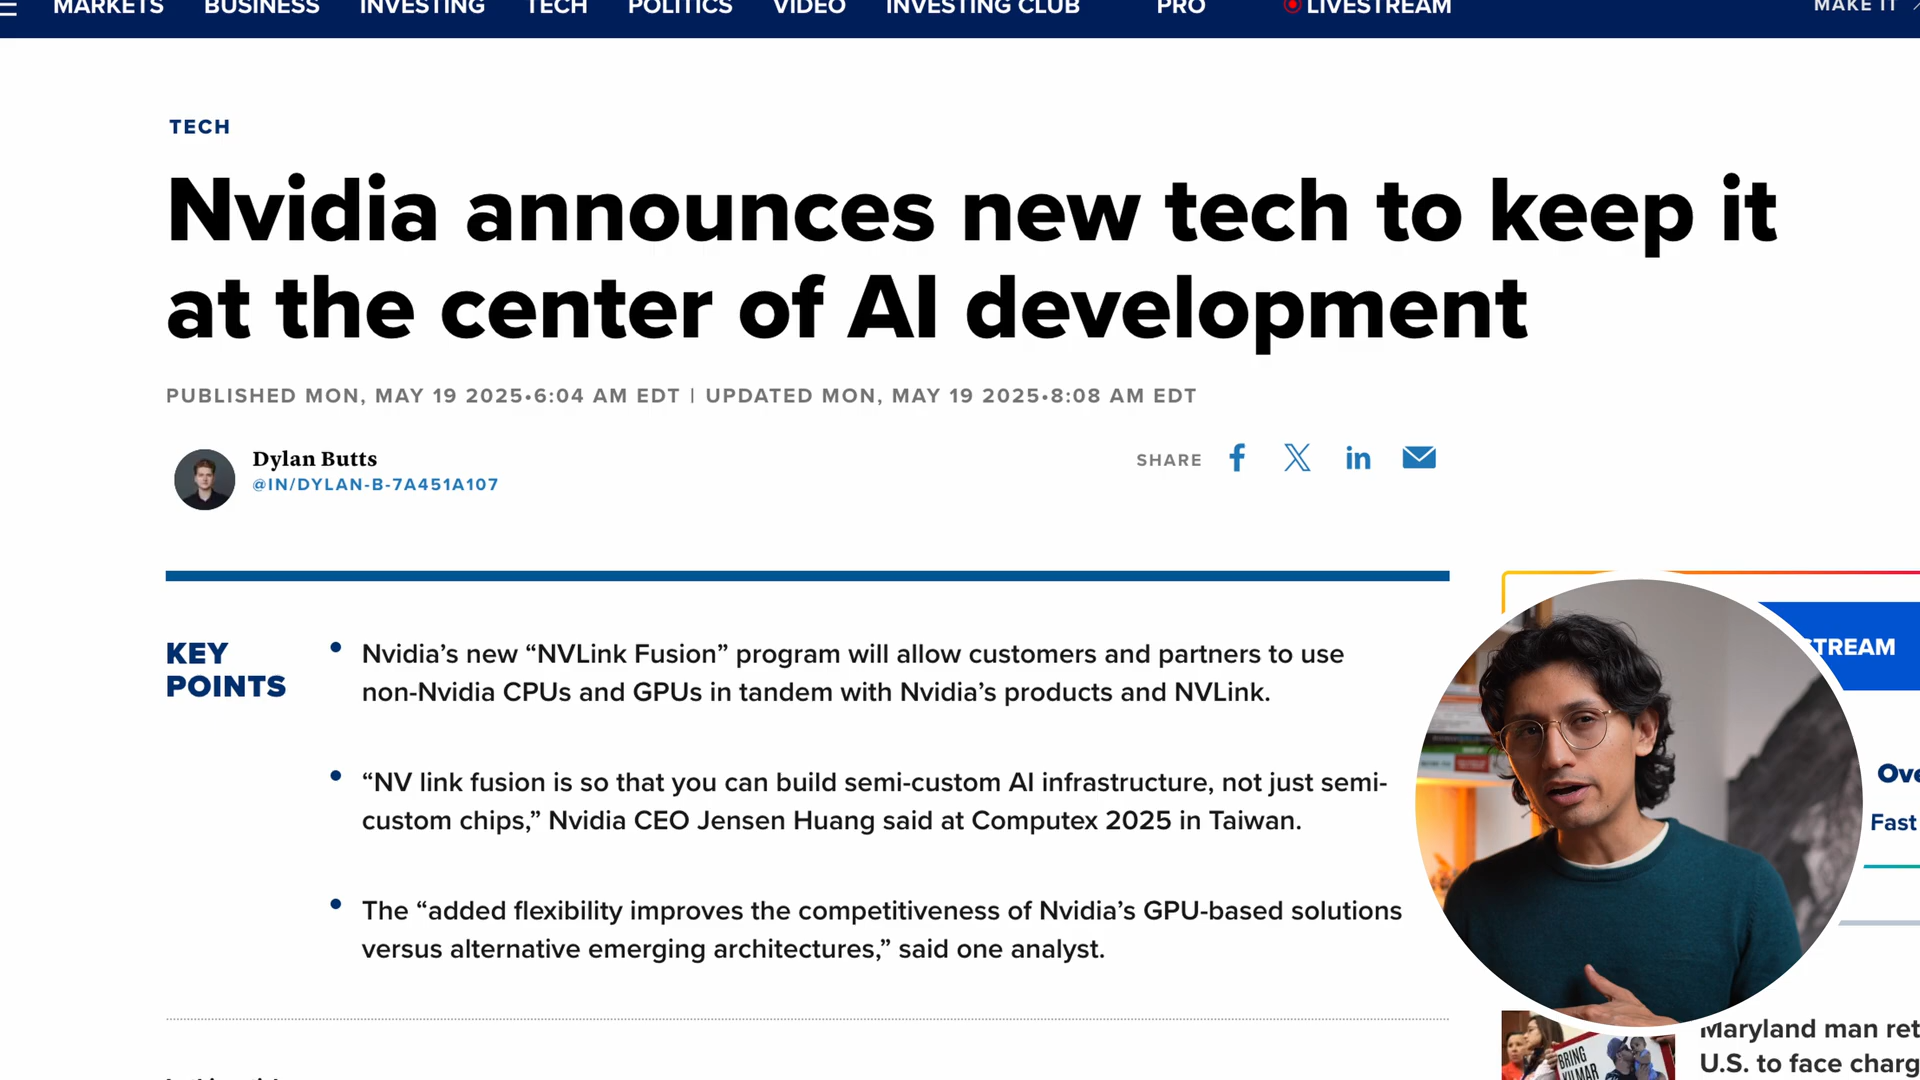 MARKETS BUSINESS INVESTING TECH POLITICS VIDEO INVESTING CLUB PRO LIVESTREAM MAKE IT
TECH
Nvidia announces new tech to keep it
at the center of AI development
PUBLISHED MON, MAY 19 2025•6:04 AM EDT | UPDATED MON, MAY 19 2025•8:08 AM EDT
Dylan Butts
@IN/DYLAN-B-7A451A107
SHARE
KEY
POINTS
• Nvidia’s new “NVLink Fusion” program will allow customers and partners to use
non-Nvidia CPUs and GPUs in tandem with Nvidia’s products and NVLink.
• “NV link fusion is so that you can build semi-custom AI infrastructure, not just semi-
custom chips,” Nvidia CEO Jensen Huang said at Computex 2025 in Taiwan.
• The “added flexibility improves the competitiveness of Nvidia’s GPU-based solutions
versus alternative emerging architectures,” said one analyst.
STREAM
Ove
Fast
BRING
KILMAR
Maryland man ret
U.S. to face charg